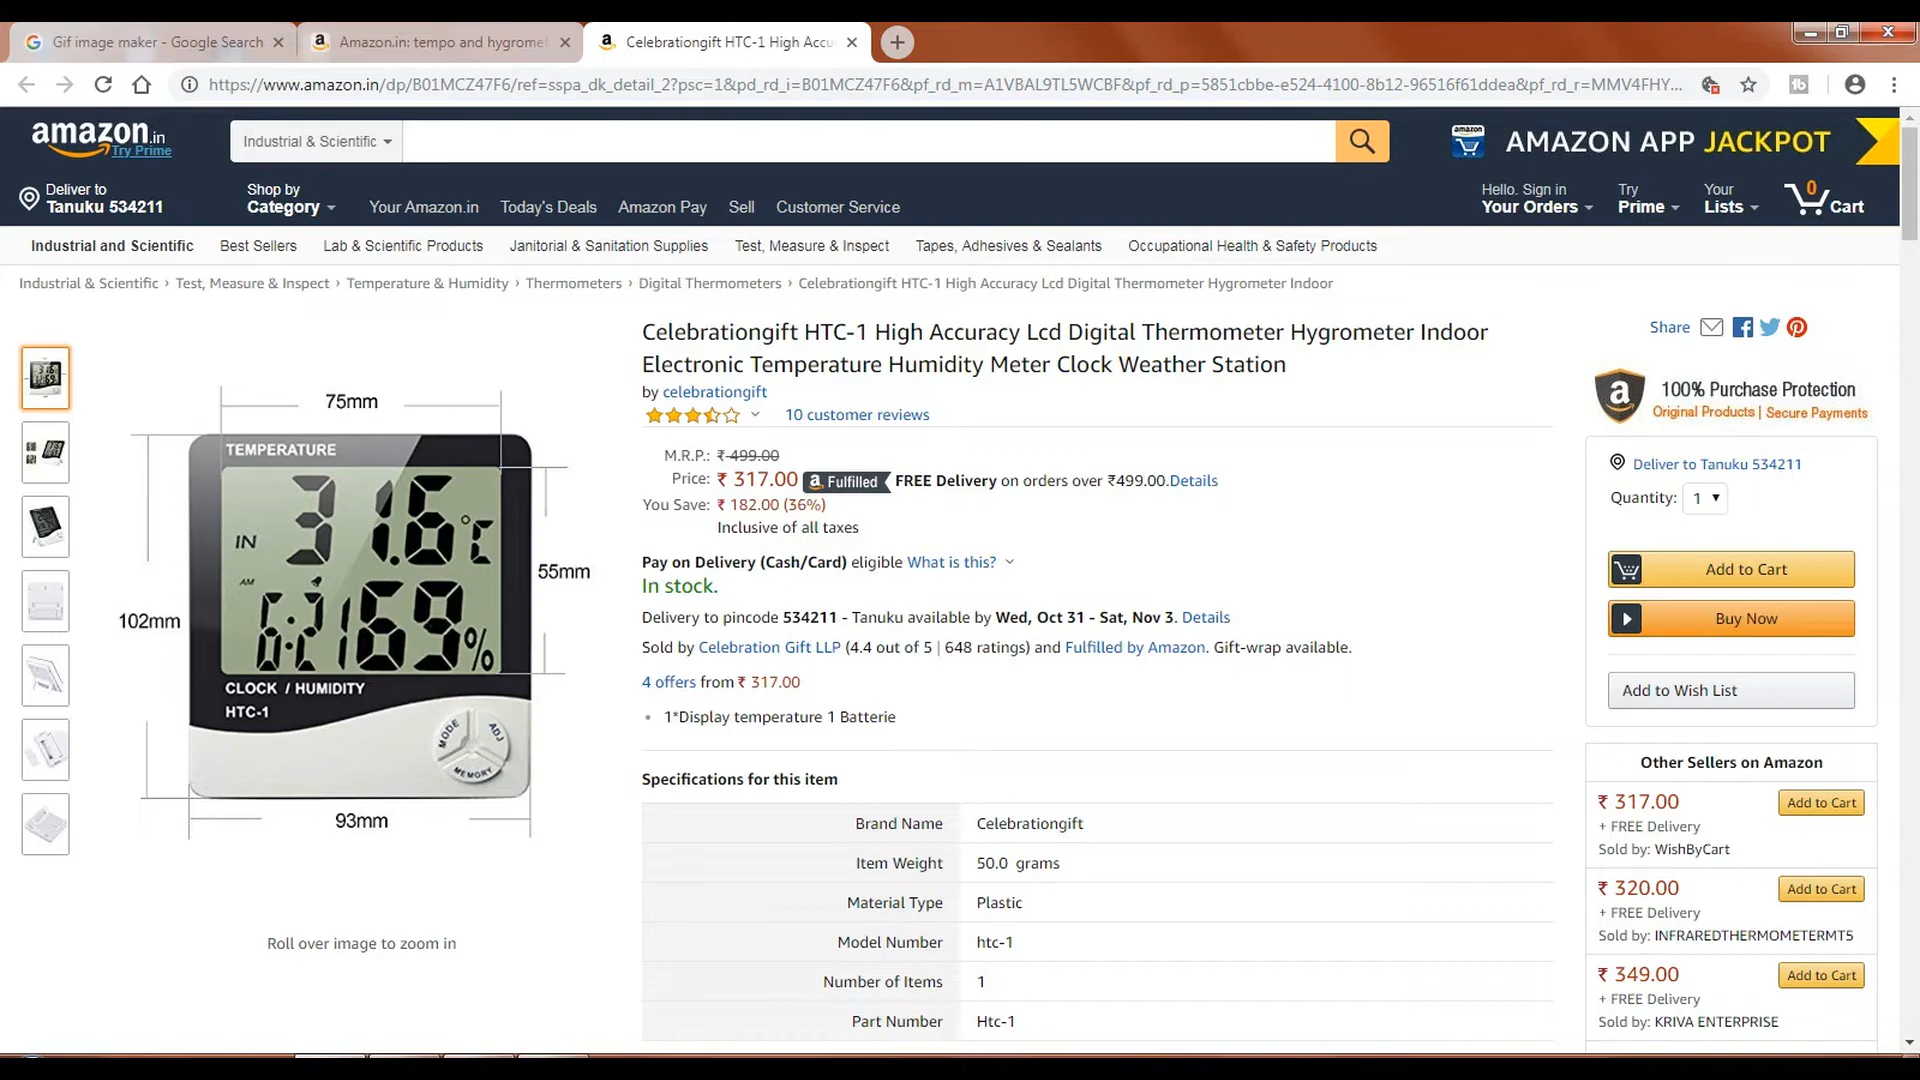 Gif image maker - Google Search
Amazon.in: tempo and hygromet
Celebrationgift HTC-1 High Accu
https://www.amazon.in/dp/B01MCZ47F6/ref=sspa_dk_detail_2?psc=1&pd_rd_i=B01MCZ47F6&pf_rd_m=A1VBAL9TL5WCBF&pf_rd_p=5851cbbe-e524-4100-8b12-96516f61ddea&pf_rd_r=MMV4FHY...
amazon.in
Try Prime
Industrial & Scientific
amazon
AMAZON APP JACKPOT
Deliver to
Tanuku 534211
Shop by
Category
Your Amazon.in
Today's Deals
Amazon Pay
Sell
Customer Service
Hello. Sign in
Your Orders
Try
Prime
Your
Lists
0
Cart
Industrial and Scientific
Best Sellers
Lab & Scientific Products
Janitorial & Sanitation Supplies
Test, Measure & Inspect
Tapes, Adhesives & Sealants
Occupational Health & Safety Products
Industrial & Scientific › Test, Measure & Inspect › Temperature & Humidity › Thermometers › Digital Thermometers › Celebrationgift HTC-1 High Accuracy Lcd Digital Thermometer Hygrometer Indoor
75mm
TEMPERATURE
IN
31.6°c
AM
6:21 69%
CLOCK / HUMIDITY
HTC-1
MODE
ADJ
MEMORY
55mm
102mm
93mm
Roll over image to zoom in
Celebrationgift HTC-1 High Accuracy Lcd Digital Thermometer Hygrometer Indoor
Electronic Temperature Humidity Meter Clock Weather Station
by celebrationgift
10 customer reviews
M.R.P.: ₹ 499.00
Price: ₹ 317.00 a Fulfilled FREE Delivery on orders over ₹499.00.Details
You Save: ₹ 182.00 (36%)
Inclusive of all taxes
Pay on Delivery (Cash/Card) eligible What is this?
In stock.
Delivery to pincode 534211 - Tanuku available by Wed, Oct 31 - Sat, Nov 3. Details
Sold by Celebration Gift LLP (4.4 out of 5 | 648 ratings) and Fulfilled by Amazon. Gift-wrap available.
4 offers from ₹ 317.00
• 1*Display temperature 1 Batterie
Specifications for this item
Brand Name Celebrationgift
Item Weight 50.0 grams
Material Type Plastic
Model Number htc-1
Number of Items 1
Part Number Htc-1
Share
100% Purchase Protection
Original Products | Secure Payments
Deliver to Tanuku 534211
Quantity: 1
Add to Cart
Buy Now
Add to Wish List
Other Sellers on Amazon
₹ 317.00 Add to Cart
+ FREE Delivery
Sold by: WishByCart
₹ 320.00 Add to Cart
+ FREE Delivery
Sold by: INFRAREDTHERMOMETERMT5
₹ 349.00 Add to Cart
+ FREE Delivery
Sold by: KRIVA ENTERPRISE